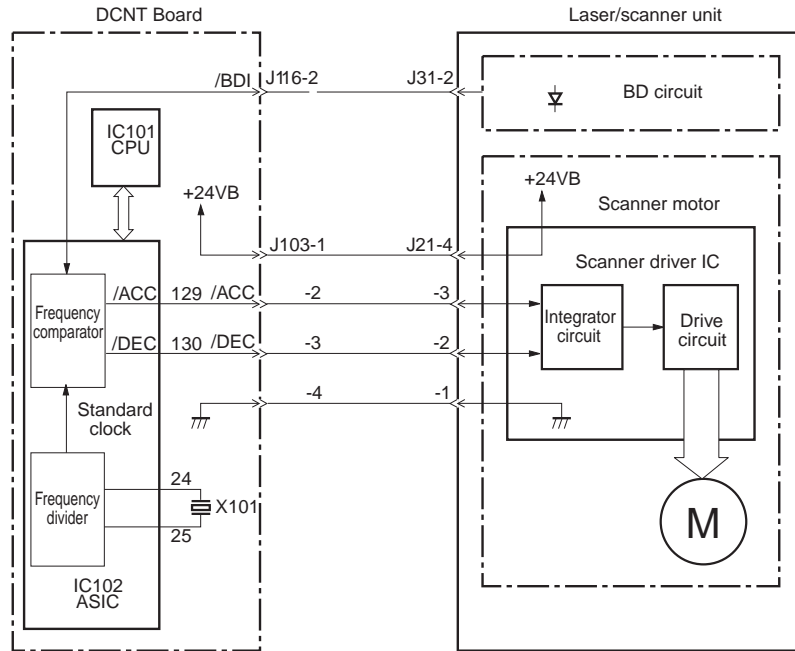 DCNT Board
Laser/scanner unit
/BDI J116-2 J31-2
BD circuit
IC101
CPU
+24VB
+24VB
Scanner motor
J103-1 J21-4
Scanner driver IC
Frequency
comparator
/ACC 129 /ACC -2 -3
/DEC 130 /DEC -3 -2
Integrator
circuit
Drive
circuit
-4 -1
Standard
clock
Frequency
divider
24
X101
25
M
IC102
ASIC